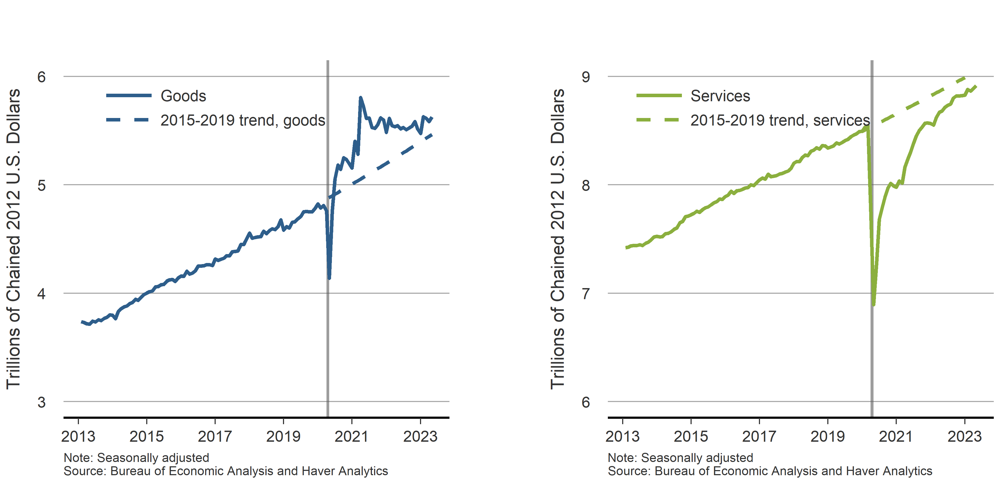 Trillions of Chained 2012 U.S. Dollars
6
5
4
3
Goods
2015-2019 trend, goods
2013 2015 2017 2019 2021 2023
Note: Seasonally adjusted
Source: Bureau of Economic Analysis and Haver Analytics
Trillions of Chained 2012 U.S. Dollars
9
8
7
6
Services
2015-2019 trend, services
2013 2015 2017 2019 2021 2023
Note: Seasonally adjusted
Source: Bureau of Economic Analysis and Haver Analytics